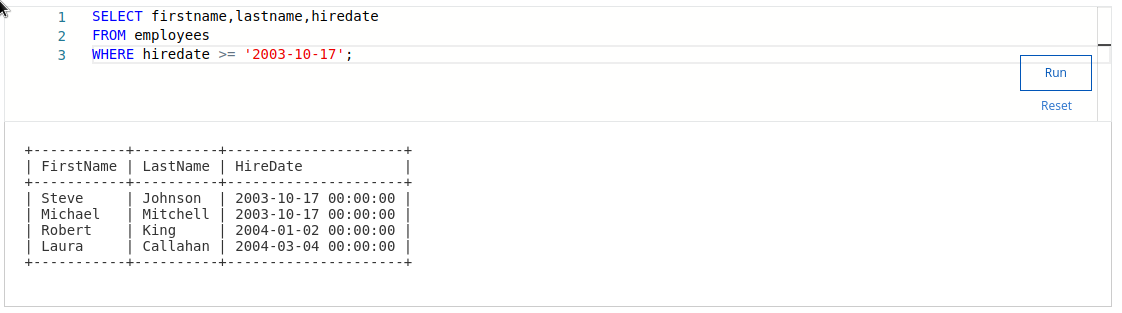 1 SELECT firstname,lastname,hiredate
2 FROM employees
3 WHERE hiredate >= '2003-10-17';
Run
Reset
+-----------+----------+---------------------+
| FirstName | LastName | HireDate            |
+-----------+----------+---------------------+
| Steve     | Johnson  | 2003-10-17 00:00:00 |
| Michael   | Mitchell | 2003-10-17 00:00:00 |
| Robert    | King     | 2004-01-02 00:00:00 |
| Laura     | Callahan | 2004-03-04 00:00:00 |
+-----------+----------+---------------------+